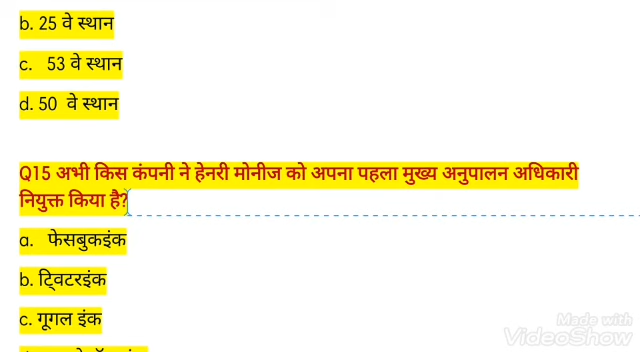 b. 25 वे स्थान
c. 53 वे स्थान
d. 50 वे स्थान
Q15 अभी किस कंपनी ने हेनरी मोनीज को अपना पहला मुख्य अनुपालन अधिकारी
नियुक्त किया है?
a. फेसबुकइंक
b. ट्विटरइंक
c. गूगल इंक
Made with
VideoShow